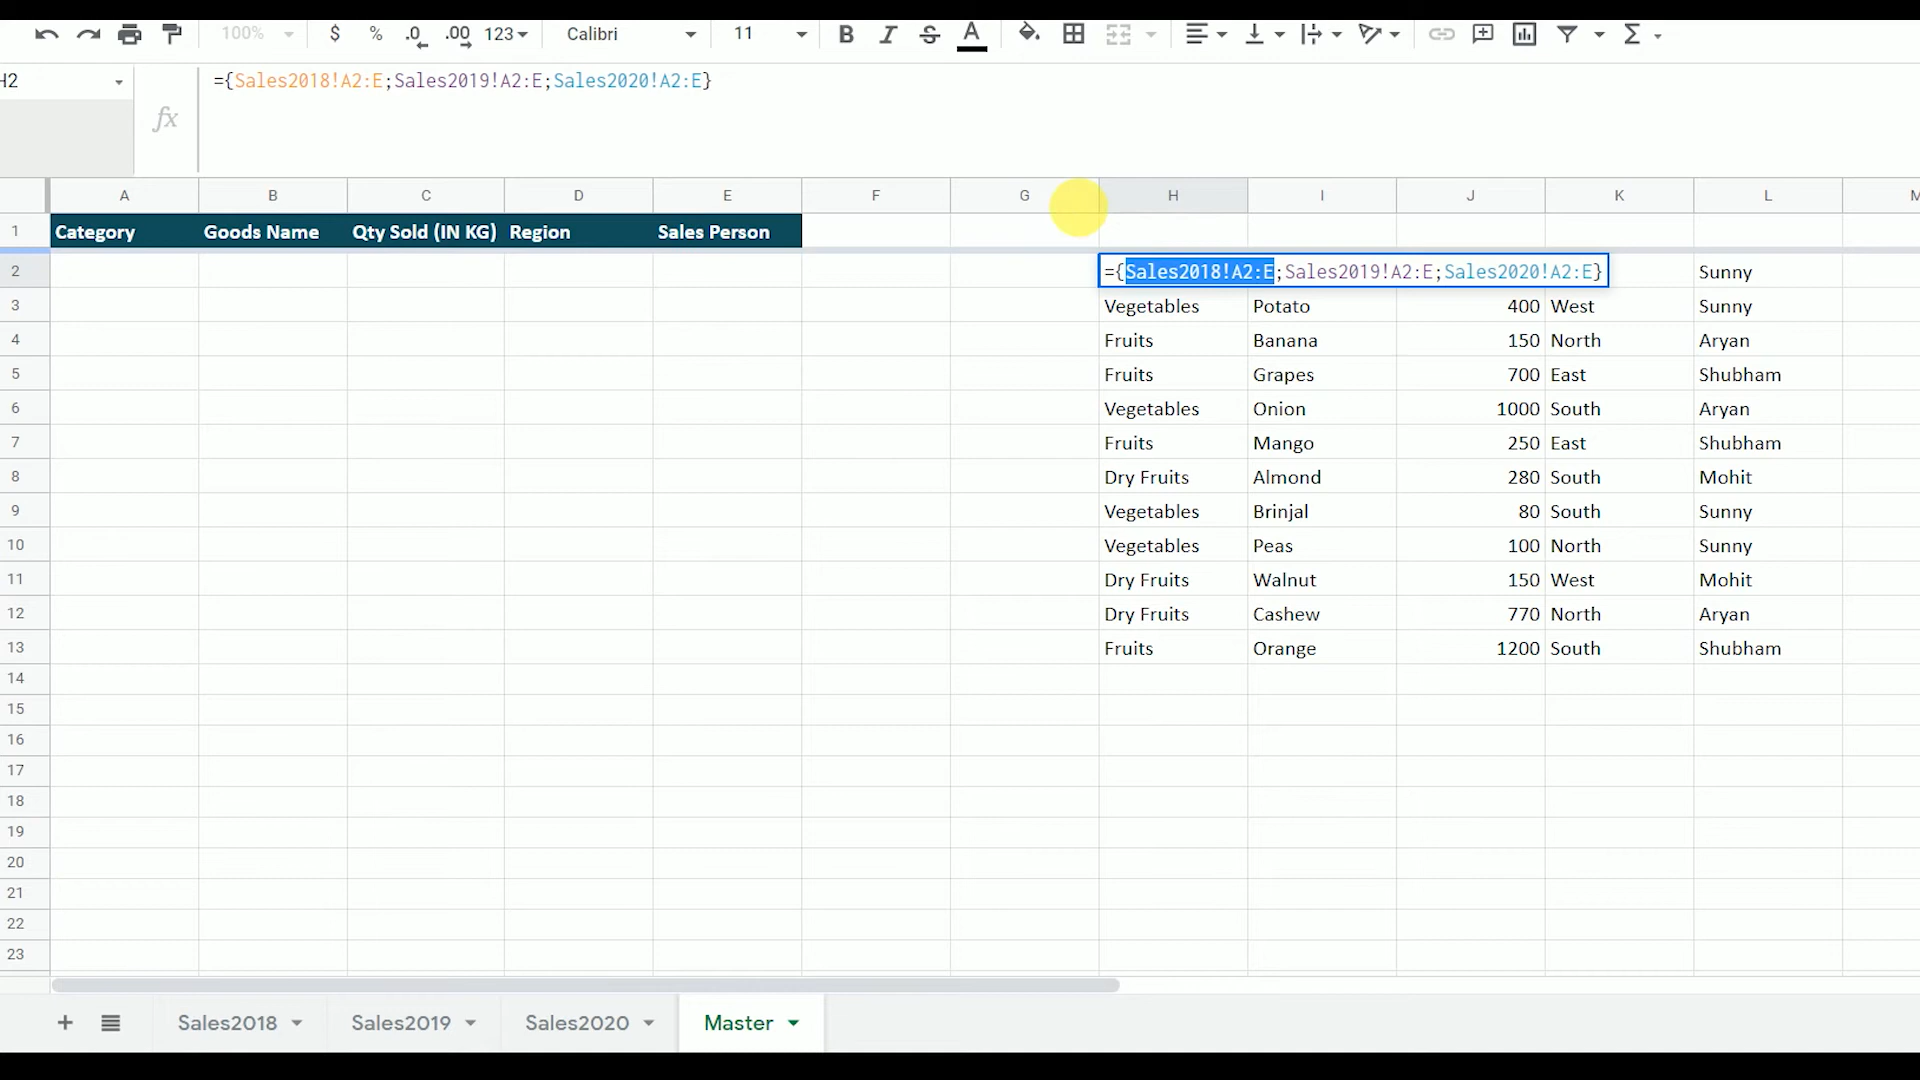 100% $ % .0 .00 123 Calibri 11 B I S A Σ
H2
fx ={Sales2018!A2:E;Sales2019!A2:E;Sales2020!A2:E}
A B C D E F G H I J K L M
1 Category Goods Name Qty Sold (IN KG) Region Sales Person
2 ={Sales2018!A2:E;Sales2019!A2:E;Sales2020!A2:E} Sunny
3 Vegetables Potato 400 West Sunny
4 Fruits Banana 150 North Aryan
5 Fruits Grapes 700 East Shubham
6 Vegetables Onion 1000 South Aryan
7 Fruits Mango 250 East Shubham
8 Dry Fruits Almond 280 South Mohit
9 Vegetables Brinjal 80 South Sunny
10 Vegetables Peas 100 North Sunny
11 Dry Fruits Walnut 150 West Mohit
12 Dry Fruits Cashew 770 North Aryan
13 Fruits Orange 1200 South Shubham
14
15
16
17
18
19
20
21
22
23
+ Sales2018 Sales2019 Sales2020 Master